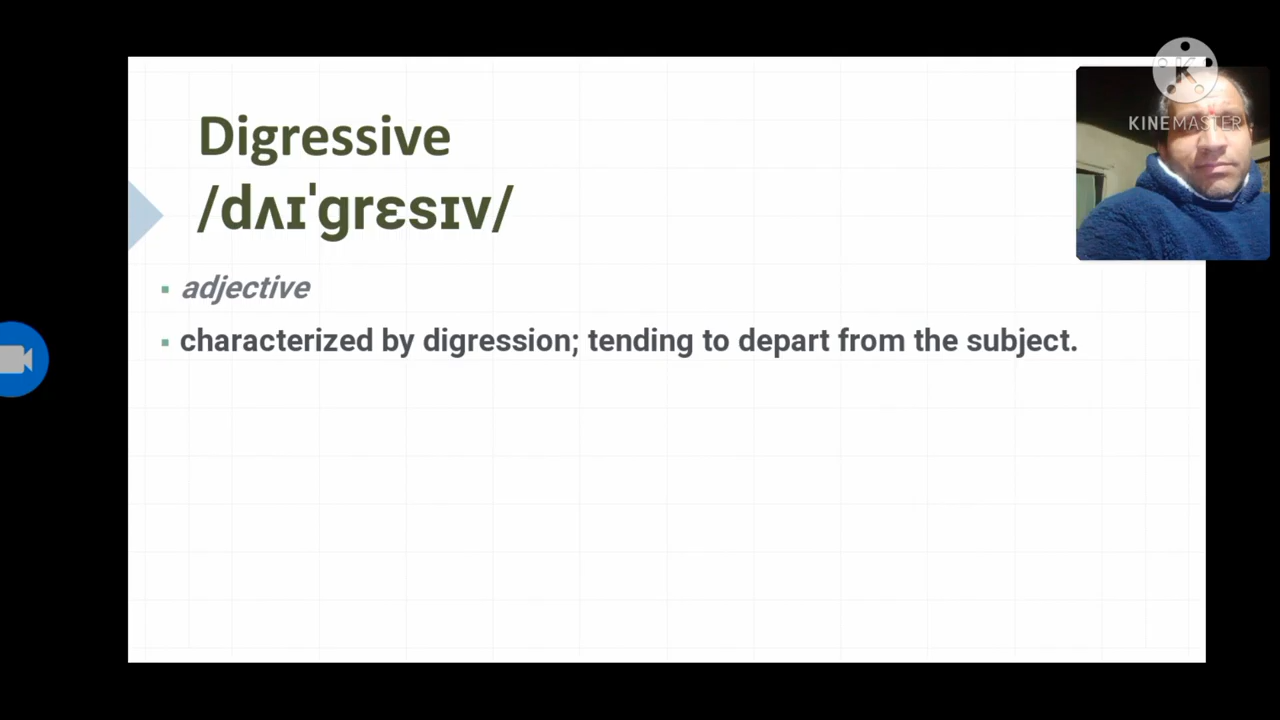 Digressive
/dʌɪˈɡrɛsɪv/
adjective
characterized by digression; tending to depart from the subject.
KINEMASTER